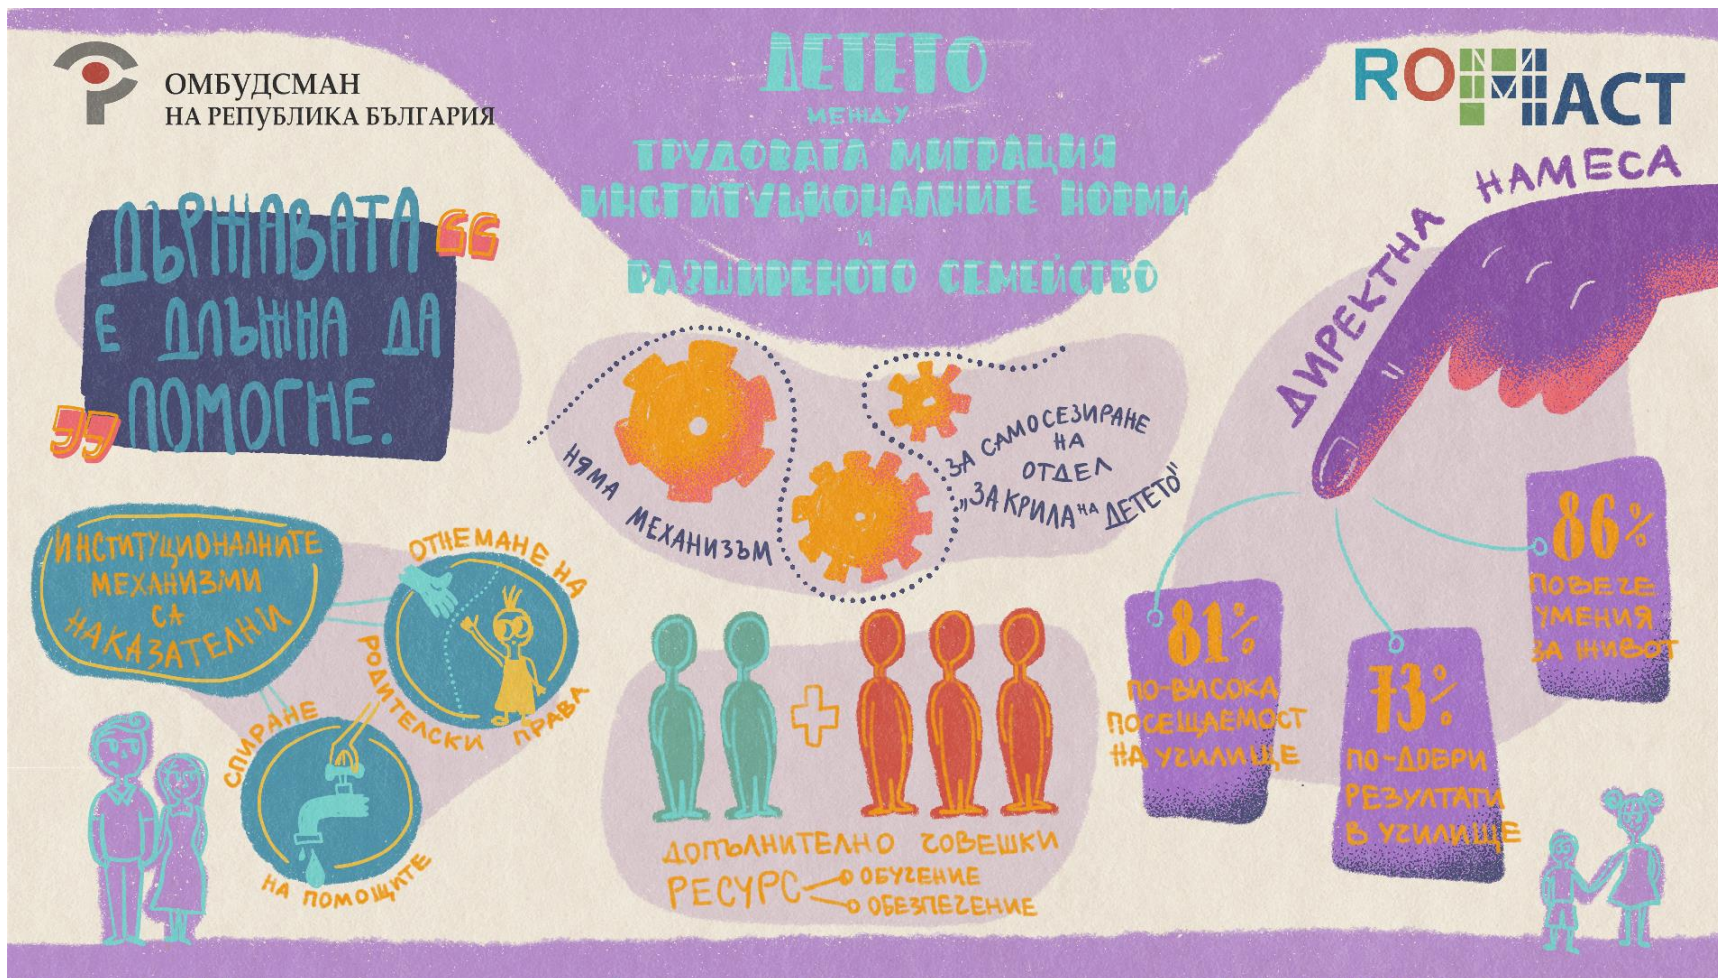 ОМБУДСМАН
НА РЕПУБЛИКА БЪЛГАРИЯ
ДЕТЕТО
МЕЖДУ
ТРУДОВАТА МИГРАЦИЯ
ИНСТИТУЦИОНАЛНИТЕ НОРМИ
И
РАЗШИРЕНОТО СЕМЕЙСТВО
ROMACT
ДЪРЖАВАТА
Е ДЛЪЖНА ДА
ПОМОГНЕ.
НЯМА МЕХАНИЗЪМ
ЗА САМОСЕЗИРАНЕ
НА
ОТДЕЛ
„ЗАКРИЛА НА ДЕТЕТО"
ДИРЕКТНА НАМЕСА
ИНСТИТУЦИОНАЛНИТЕ
МЕХАНИЗМИ
СА
НАКАЗАТЕЛНИ
ОТНЕМАНЕ НА
РОДИТЕЛСКИ ПРАВА
СПИРАНЕ
НА ПОМОЩИТЕ
ДОПЪЛНИТЕЛНО ЧОВЕШКИ
РЕСУРС
ОБУЧЕНИЕ
ОБЕЗПЕЧЕНИЕ
81%
ПО-ВИСОКА
ПОСЕЩАЕМОСТ
НА УЧИЛИЩЕ
73%
ПО-ДОБРИ
РЕЗУЛТАТИ
В УЧИЛИЩЕ
86%
ПОВЕЧЕ
УМЕНИЯ
ЗА ЖИВОТ